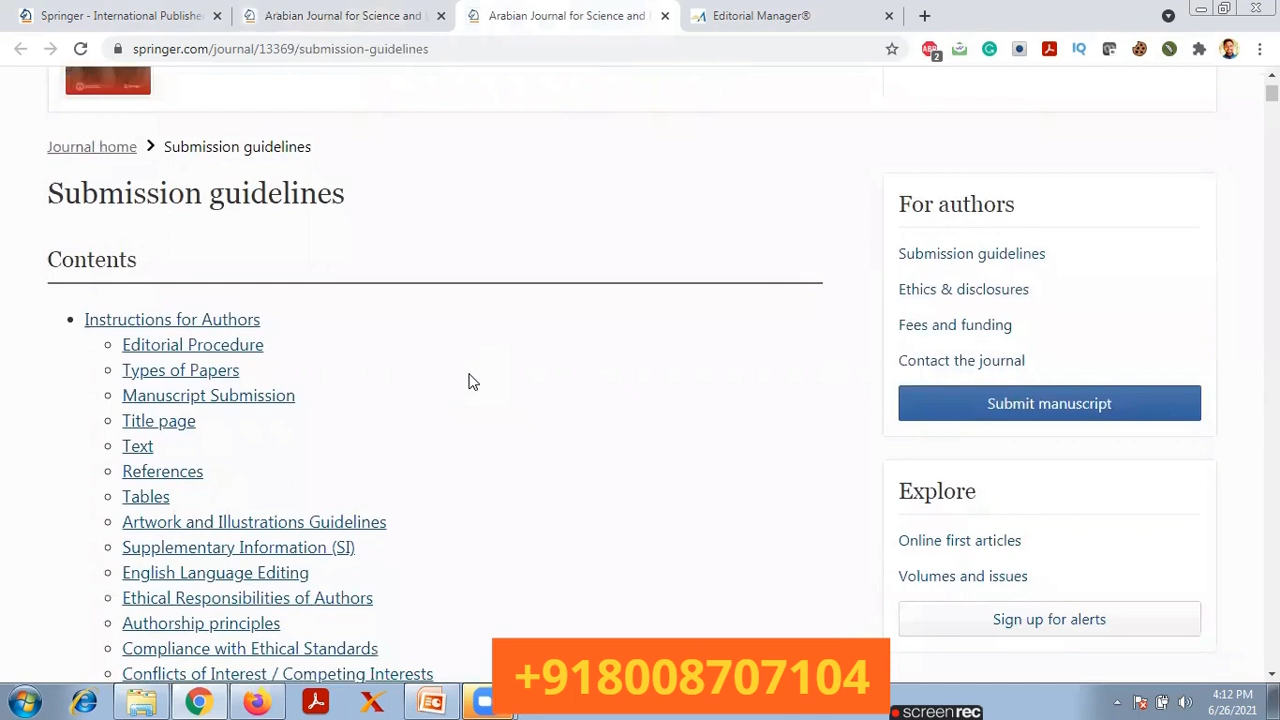 Springer - International Publishe
Arabian Journal for Science and
Arabian Journal for Science and
Editorial Manager®
springer.com/journal/13369/submission-guidelines
ABP
2
IQ
Journal home > Submission guidelines
Submission guidelines
Contents
Instructions for Authors
Editorial Procedure
Types of Papers
Manuscript Submission
Title page
Text
References
Tables
Artwork and Illustrations Guidelines
Supplementary Information (SI)
English Language Editing
Ethical Responsibilities of Authors
Authorship principles
Compliance with Ethical Standards
Conflicts of Interest / Competing Interests
For authors
Submission guidelines
Ethics & disclosures
Fees and funding
Contact the journal
Submit manuscript
Explore
Online first articles
Volumes and issues
Sign up for alerts
+918008707104
screenrec
4:12 PM
6/26/2021